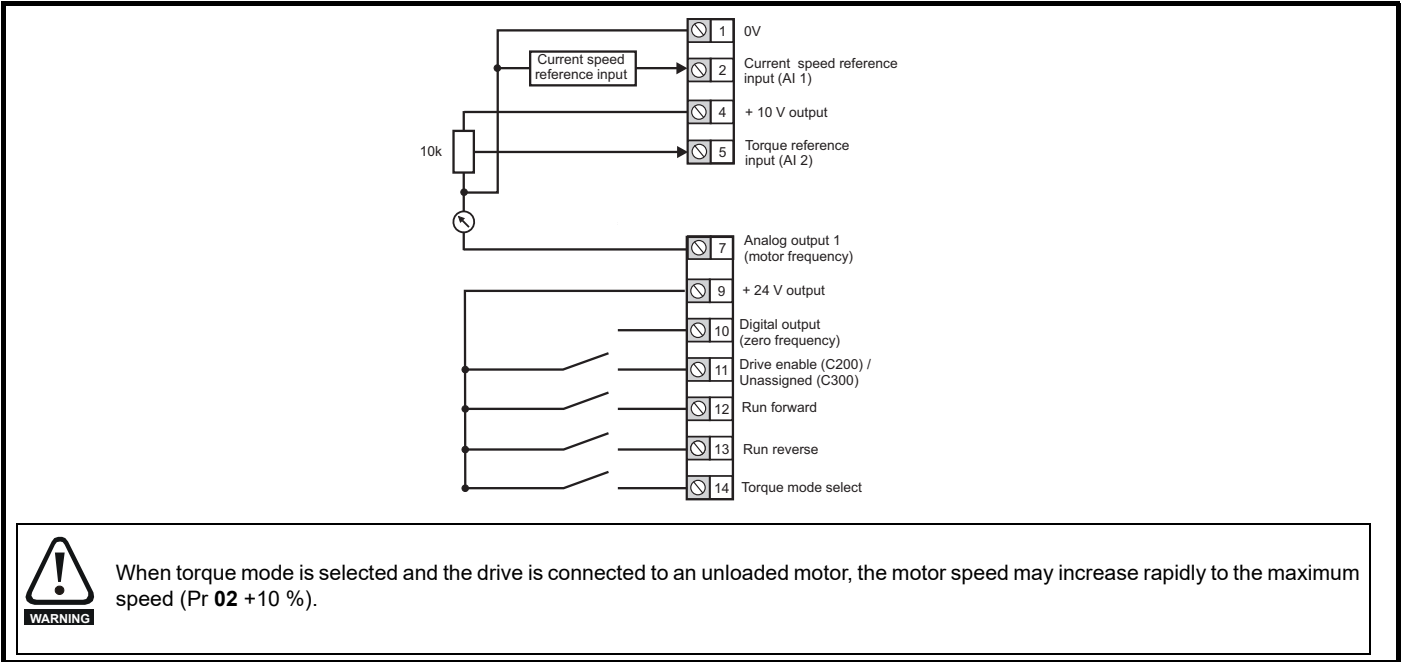 1 0V
Current speed
reference input
2 Current speed reference
input (AI 1)
4 + 10 V output
10k
5 Torque reference
input (AI 2)
7 Analog output 1
(motor frequency)
9 + 24 V output
10 Digital output
(zero frequency)
11 Drive enable (C200) /
Unassigned (C300)
12 Run forward
13 Run reverse
14 Torque mode select
When torque mode is selected and the drive is connected to an unloaded motor, the motor speed may increase rapidly to the maximum
speed (Pr 02 +10 %).
WARNING